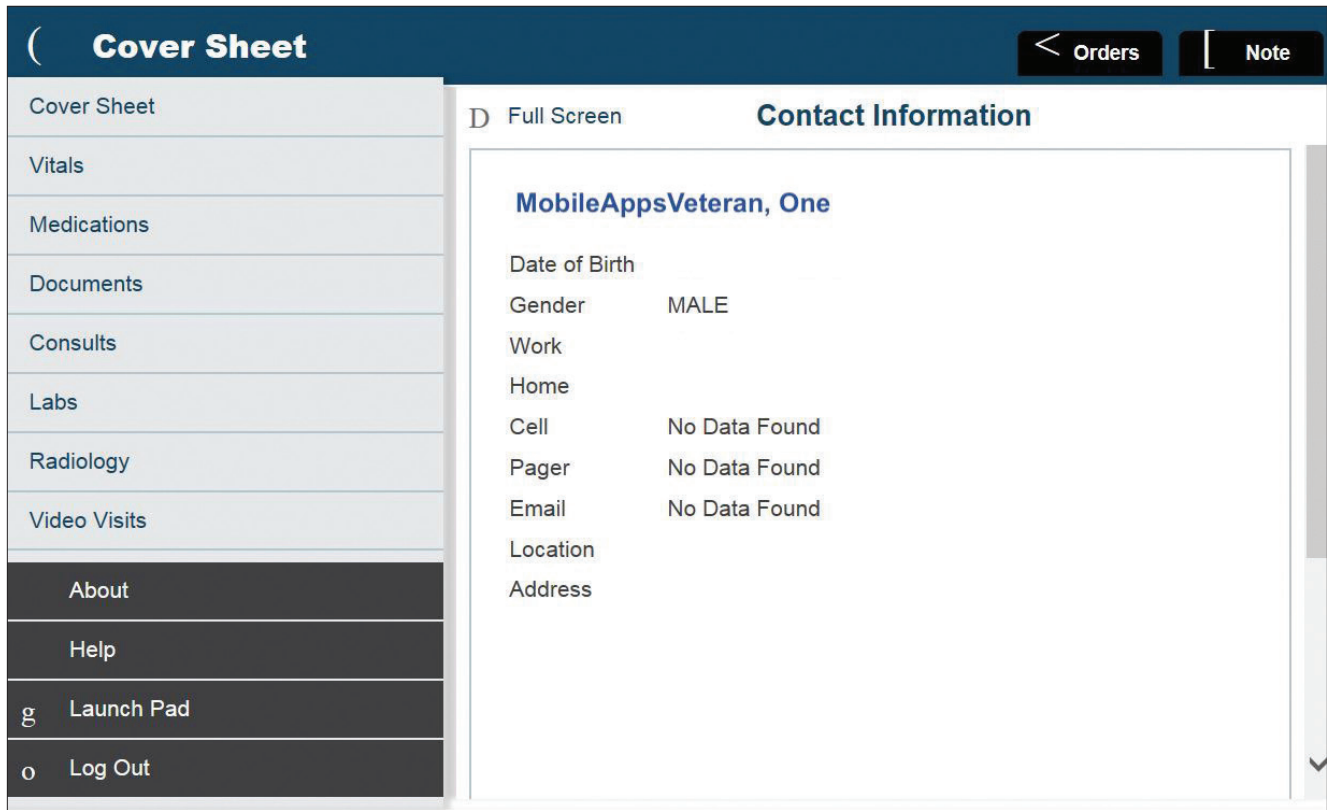 ( Cover Sheet
< Orders
[ Note
Cover Sheet
Vitals
Medications
Documents
Consults
Labs
Radiology
Video Visits
About
Help
g Launch Pad
o Log Out
D Full Screen
Contact Information
MobileAppsVeteran, One
Date of Birth
Gender MALE
Work
Home
Cell No Data Found
Pager No Data Found
Email No Data Found
Location
Address